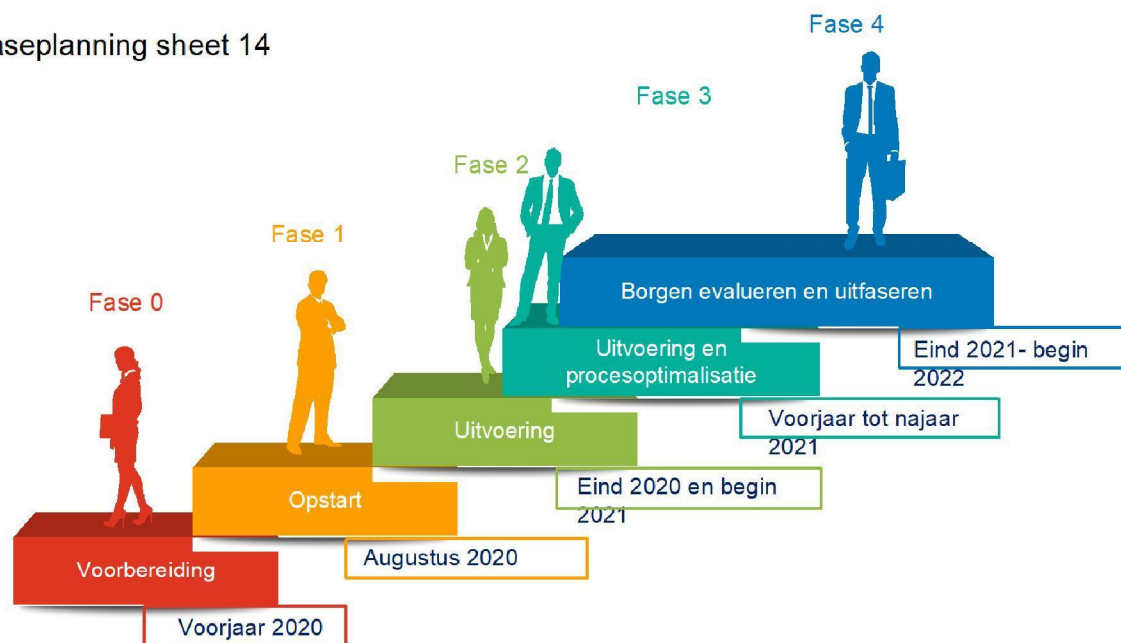 aseplanning sheet 14
Fase 0
Voorbereiding
Voorjaar 2020
Fase 1
Opstart
Augustus 2020
Fase 2
Uitvoering
Eind 2020 en begin
2021
Fase 3
Uitvoering en
procesoptimalisatie
Voorjaar tot najaar
2021
Fase 4
Borgen evalueren en uitfaseren
Eind 2021- begin
2022